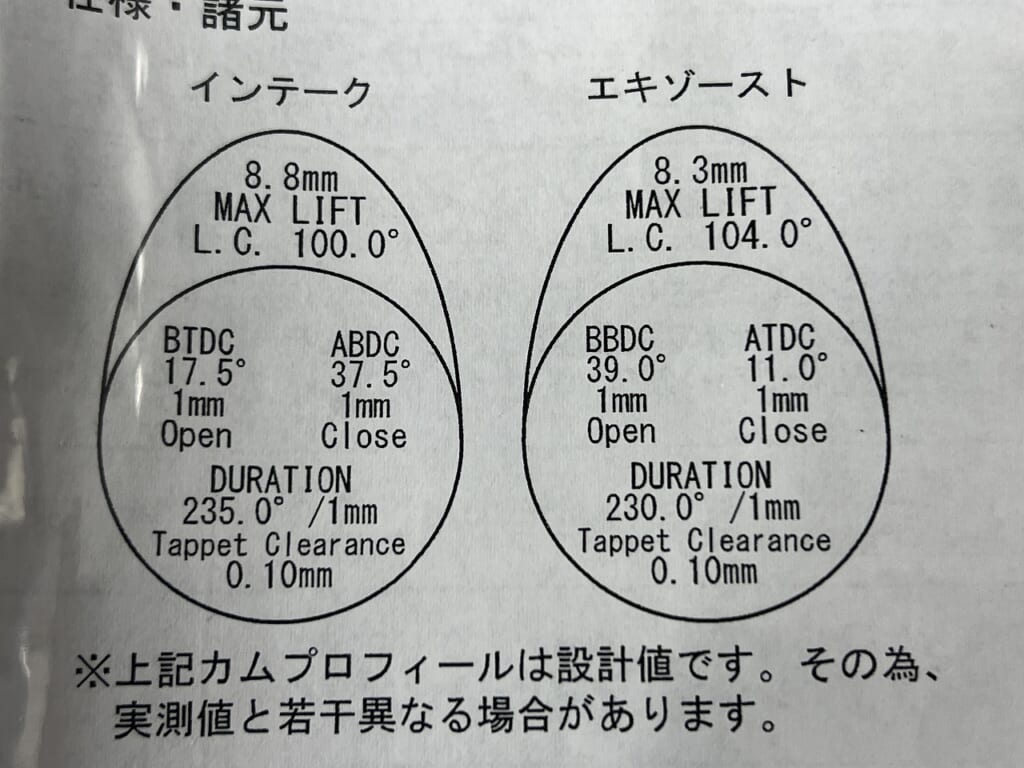 仕様・諸元
インテーク
8.8mm
MAX LIFT
L.C. 100.0°
BTDC
17.5°
1mm
Open
ABDC
37.5°
1mm
Close
DURATION
235.0° /1mm
Tappet Clearance
0.10mm
エキゾースト
8.3mm
MAX LIFT
L.C. 104.0°
BBDC
39.0°
1mm
Open
ATDC
11.0°
1mm
Close
DURATION
230.0° /1mm
Tappet Clearance
0.10mm
※上記カムプロフィールは設計値です。その為、
実測値と若干異なる場合があります。